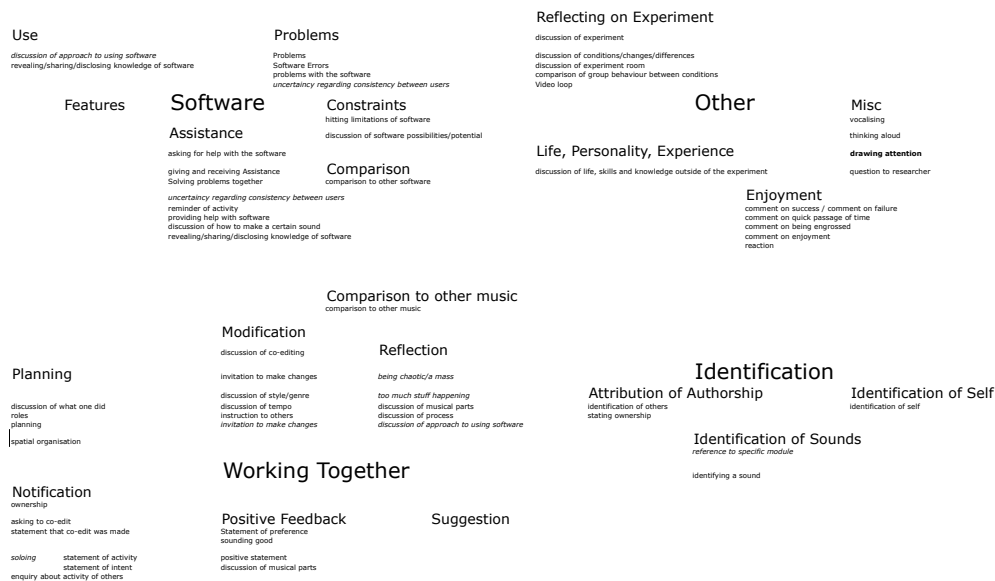 Use
discussion of approach to using software
revealing/sharing/disclosing knowledge of software
Problems
Problems
Software Errors
problems with the software
uncertainty regarding consistency between users
Features
Software
Constraints
hitting limitations of software
discussion of software possibilities/potential
Assistance
asking for help with the software
giving and receiving Assistance
Solving problems together
uncertaincy regarding consistency between users
reminder of activity
providing help with software
discussion of how to make a certain sound
revealing/sharing/disclosing knowledge of software
Comparison
comparison to other software
Reflecting on Experiment
discussion of experiment
discussion of conditions/changes/differences
discussion of experiment room
comparison of group behaviour between conditions
Video loop
Other
Misc
vocalising
thinking aloud
drawing attention
question to researcher
Life, Personality, Experience
discussion of life, skills and knowledge outside of the experiment
Enjoyment
comment on success / comment on failure
comment on quick passage of time
comment on being engrossed
comment on enjoyment
reaction
Comparison to other music
comparison to other music
Modification
discussion of co-editing
invitation to make changes
discussion of style/genre
discussion of tempo
instruction to others
invitation to make changes
Reflection
being chaotic/a mass
too much stuff happening
discussion of musical parts
discussion of process
discussion of approach to using software
Planning
discussion of what one did
roles
planning
spatial organisation
Identification
Attribution of Authorship
identification of others
stating ownership
Identification of Self
identification of self
Identification of Sounds
reference to specific module
identifying a sound
Working Together
Notification
ownership
asking to co-edit
statement that co-edit was made
soloing statement of activity
statement of intent
enquiry about activity of others
Positive Feedback
Statement of preference
sounding good
positive statement
discussion of musical parts
Suggestion